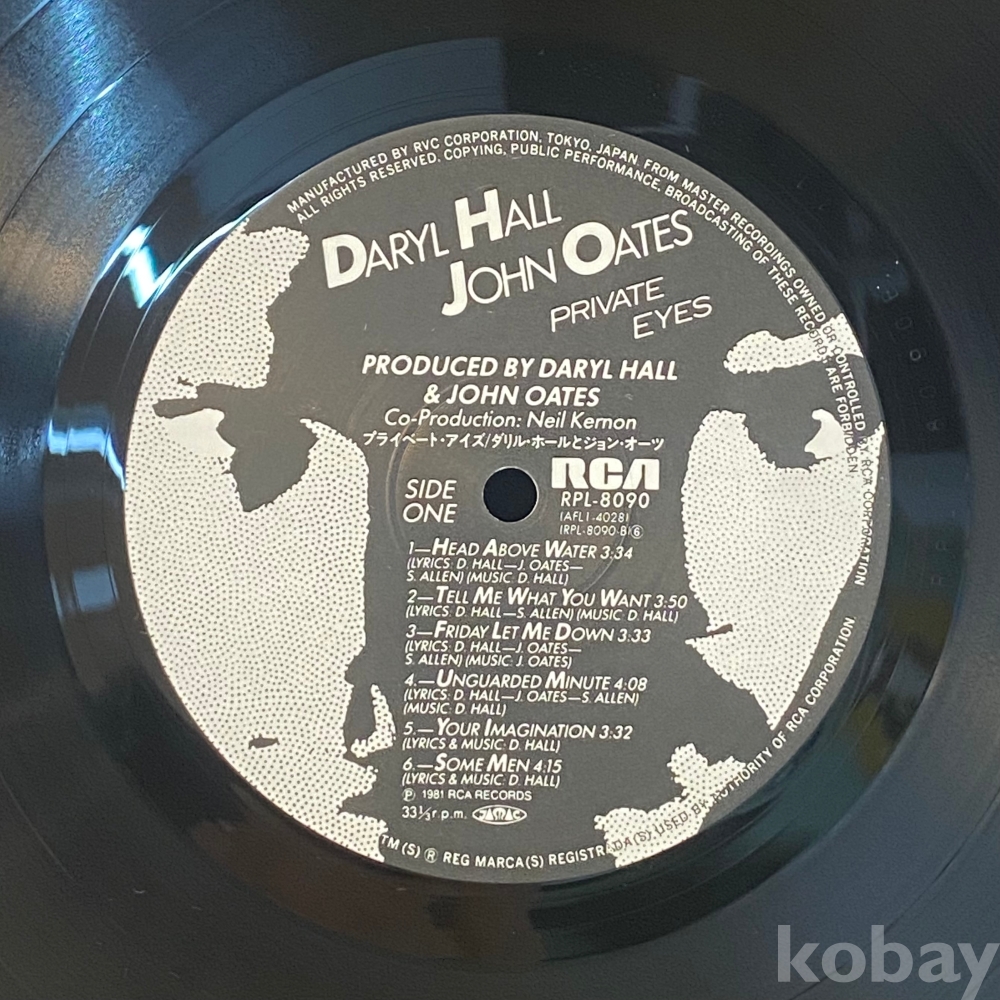 MANUFACTURED BY RVC CORPORATION, TOKYO, JAPAN, FROM MASTER RECORDINGS OWNED OR CONTROLLED BY RCA CORPORATION
ALL RIGHTS RESERVED. COPYING, PUBLIC PERFORMANCE, BROADCASTING OF THESE RECORDS, ARE FORBIDDEN
DARYL HALL
JOHN OATES
PRIVATE
EYES
PRODUCED BY DARYL HALL
& JOHN OATES
Co-Production: Neil Kernon
プライベート・アイズ/ダリル・ホールとジョン・オーツ
RCA
SIDE
ONE
RPL-8090
(AFL1-4028)
(RPL-8090-B)⑥
1—HEAD ABOVE WATER 3:34
(LYRICS: D. HALL—J. OATES—
S. ALLEN) (MUSIC: D. HALL)
2—TELL ME WHAT YOU WANT 3:50
(LYRICS: D. HALL—S. ALLEN) (MUSIC: D. HALL)
3—FRIDAY LET ME DOWN 3:33
(LYRICS: D. HALL—J. OATES—
S. ALLEN) (MUSIC: J. OATES)
4.—UNGUARDED MINUTE 4:08
(LYRICS: D. HALL—J. OATES—S. ALLEN)
(MUSIC: D. HALL)
5.—YOUR IMAGINATION 3:32
(LYRICS & MUSIC: D. HALL)
6.—SOME MEN 4:15
(LYRICS & MUSIC: D. HALL)
℗ 1981 RCA RECORDS
33⅓ r.p.m. JASRAC
TM(S) ® REG MARCA(S) REGISTRADA(S) USED BY AUTHORITY OF RCA CORPORATION.
kobay